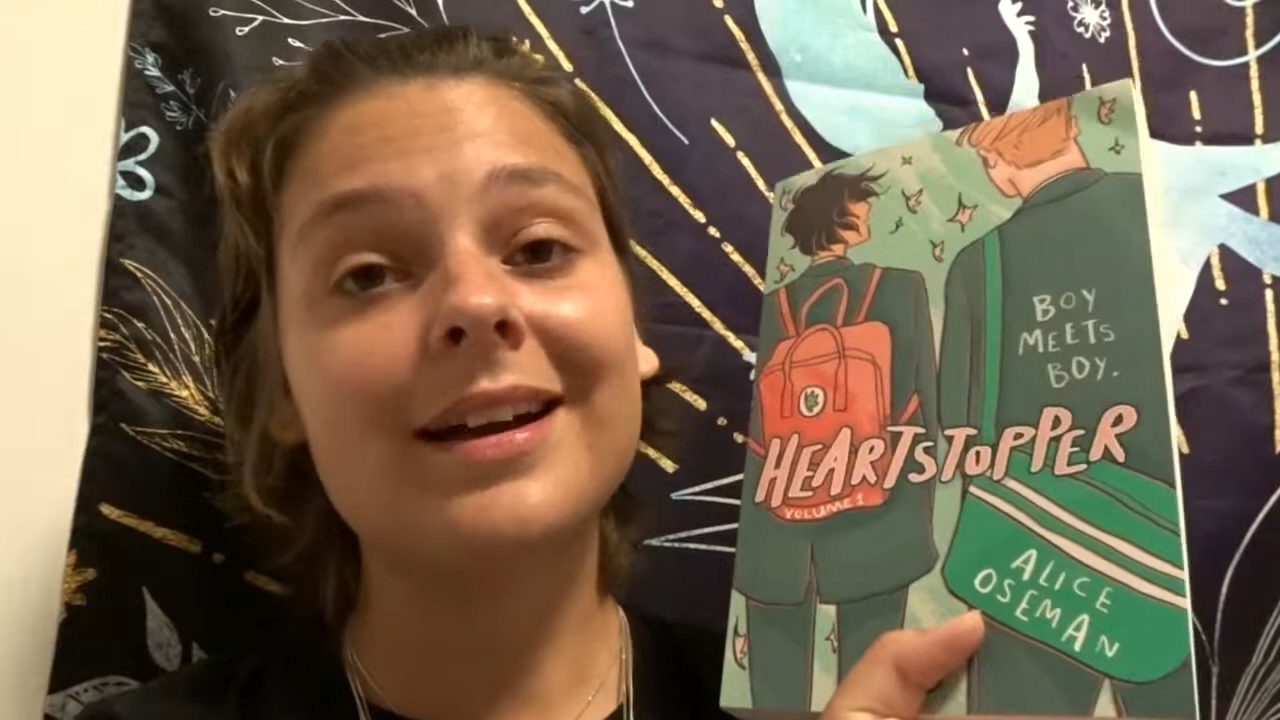 BOY
MEETS
BOY.
HEARTSTOPPER
VOLUME 1
ALICE
OSEMAN